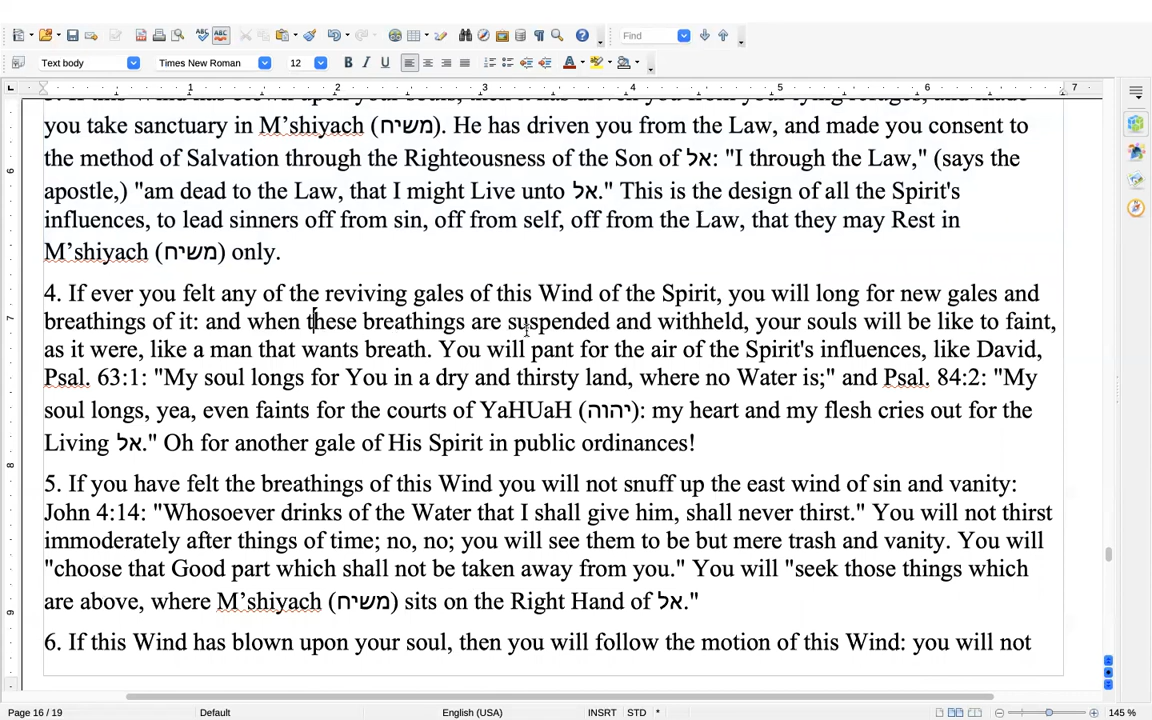 Find
Text body
Times New Roman
12
1 2 3 4 5 6 7
you take sanctuary in M’shiyach (משיח). He has driven you from the Law, and made you consent to
the method of Salvation through the Righteousness of the Son of אל: "I through the Law," (says the
apostle,) "am dead to the Law, that I might Live unto אל." This is the design of all the Spirit's
influences, to lead sinners off from sin, off from self, off from the Law, that they may Rest in
M’shiyach (משיח) only.
4. If ever you felt any of the reviving gales of this Wind of the Spirit, you will long for new gales and
breathings of it: and when these breathings are suspended and withheld, your souls will be like to faint,
as it were, like a man that wants breath. You will pant for the air of the Spirit's influences, like David,
Psal. 63:1: "My soul longs for You in a dry and thirsty land, where no Water is;" and Psal. 84:2: "My
soul longs, yea, even faints for the courts of YaHUaH (יהוה): my heart and my flesh cries out for the
Living אל." Oh for another gale of His Spirit in public ordinances!
5. If you have felt the breathings of this Wind you will not snuff up the east wind of sin and vanity:
John 4:14: "Whosoever drinks of the Water that I shall give him, shall never thirst." You will not thirst
immoderately after things of time; no, no; you will see them to be but mere trash and vanity. You will
"choose that Good part which shall not be taken away from you." You will "seek those things which
are above, where M’shiyach (משיח) sits on the Right Hand of אל."
6. If this Wind has blown upon your soul, then you will follow the motion of this Wind: you will not
Page 16 / 19 Default English (USA) INSRT STD * 145 %